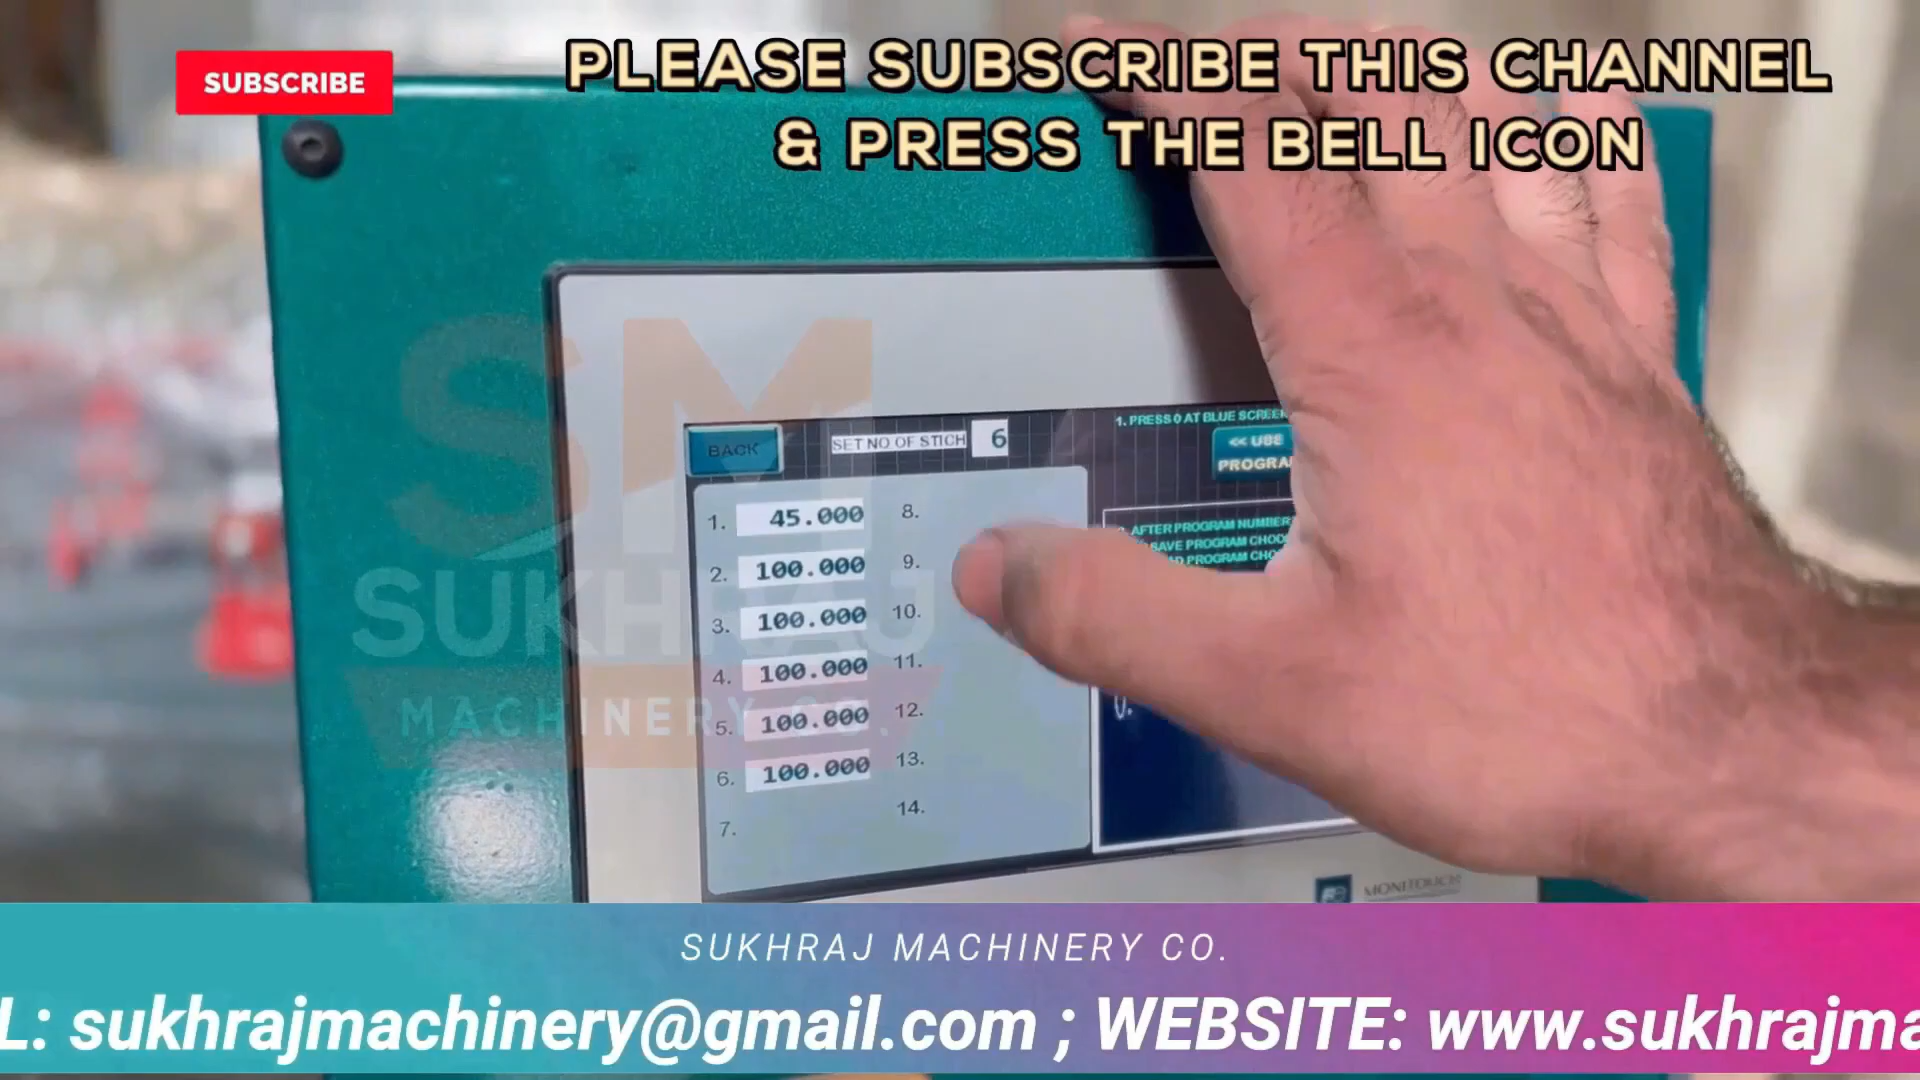 SUBSCRIBE
PLEASE SUBSCRIBE THIS CHANNEL
& PRESS THE BELL ICON
BACK
SET NO OF STICH 6
1. 45.000
2. 100.000
3. 100.000
4. 100.000
5. 100.000
6. 100.000
7.
8.
9.
10.
11.
12.
13.
14.
1. PRESS 0 AT BLUE SCREEN
<< USE
PROGRA
AFTER PROGRAM NUMBER
SAVE PROGRAM CHOO
PROGRAM CHO
0.
SM
SUKHRAJ
MACHINERY CO.
MONITOUCH
SUKHRAJ MACHINERY CO.
L: sukhrajmachinery@gmail.com ; WEBSITE: www.sukhrajma